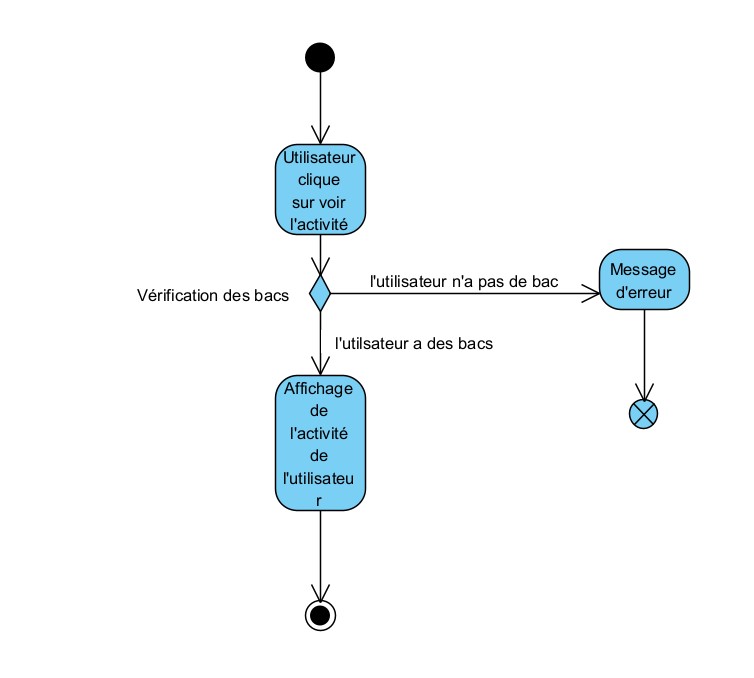 Utilisateur
clique
sur voir
l'activité
Vérification des bacs
l'utilisateur n'a pas de bac
Message
d'erreur
l'utilsateur a des bacs
Affichage
de
l'activité
de
l'utilisateu
r